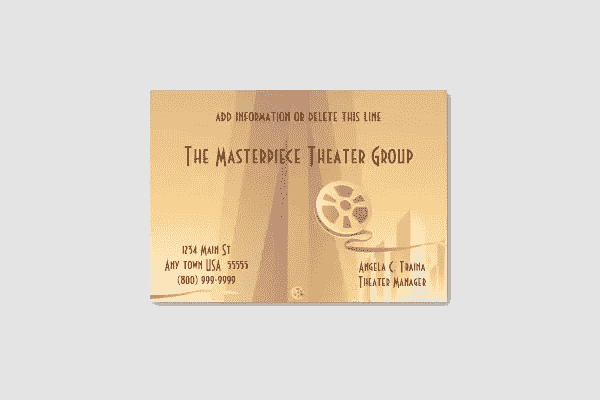 ADD INFORMATION OR DELETE THIS LINE
THE MASTERPIECE THEATER GROUP
1234 MAIN ST
ANY TOWN USA 55555
(800) 999-9999
ANGELA C. TRAINA
THEATER MANAGER